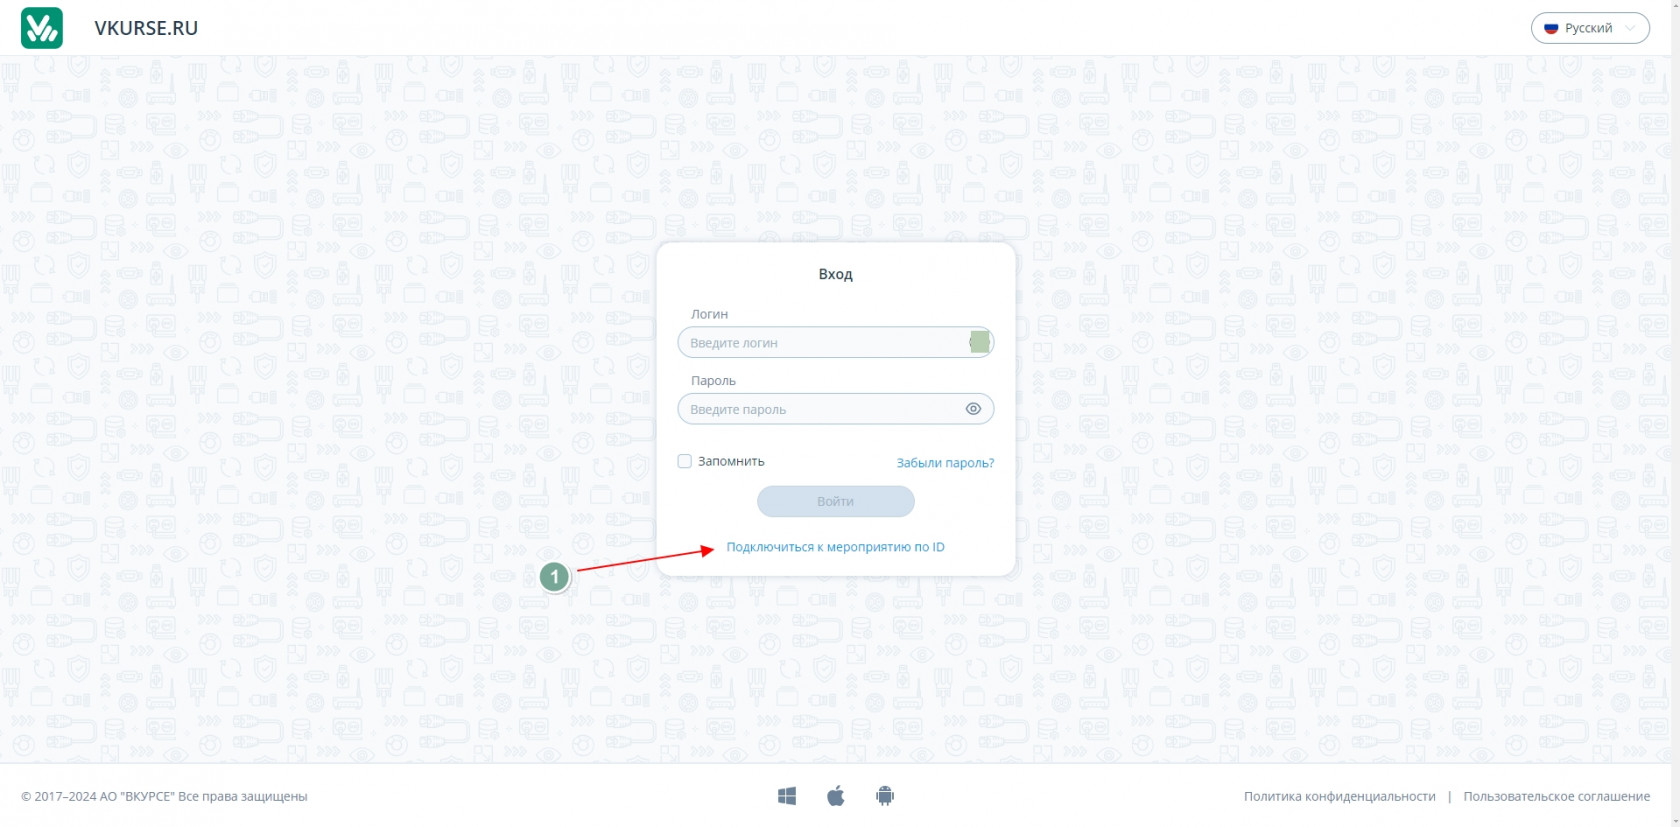 VKURSE.RU
Русский
Вход
Логин
Введите логин
Пароль
Введите пароль
Запомнить
Забыли пароль?
Войти
Подключиться к мероприятию по ID
1
© 2017–2024 АО "ВКУРСЕ" Все права защищены
Политика конфиденциальности | Пользовательское соглашение